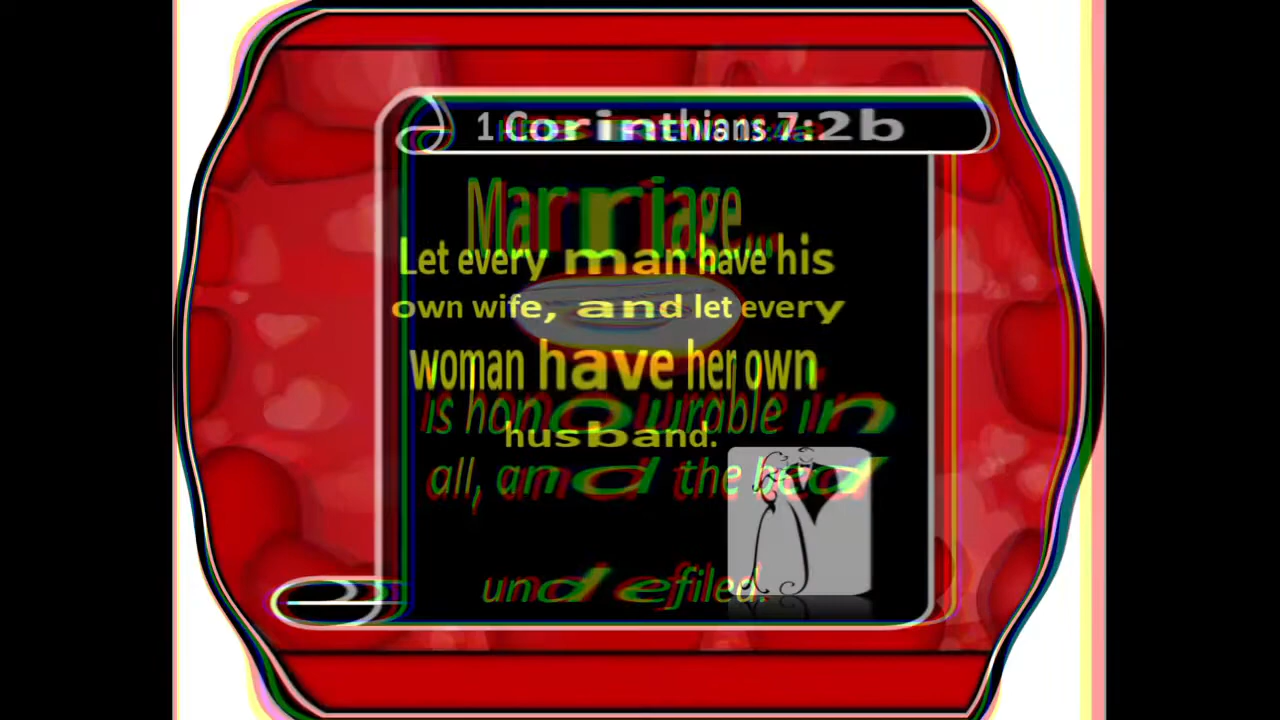 1 Corinthians 7:2b
Marriage...
Let every man have his
own wife, and let every
woman have her own
is honourable in
husband.
all, and the bed
undefiled.